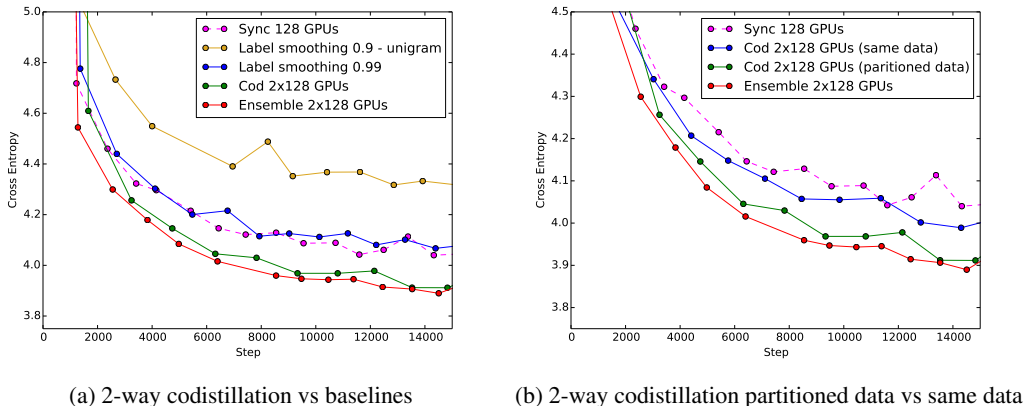 5.0
4.8
4.6
4.4
4.2
4.0
3.8
Cross Entropy
Sync 128 GPUs
Label smoothing 0.9 - unigram
Label smoothing 0.99
Cod 2x128 GPUs
Ensemble 2x128 GPUs
0 2000 4000 6000 8000 10000 12000 14000
Step
(a) 2-way codistillation vs baselines
4.5
4.4
4.3
4.2
4.1
4.0
3.9
3.8
Cross Entropy
Sync 128 GPUs
Cod 2x128 GPUs (same data)
Cod 2x128 GPUs (paritioned data)
Ensemble 2x128 GPUs
0 2000 4000 6000 8000 10000 12000 14000
Step
(b) 2-way codistillation partitioned data vs same data